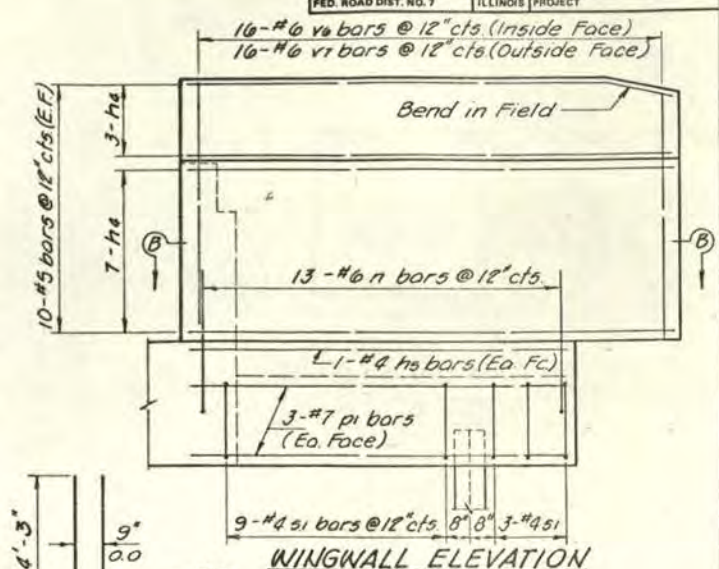 FED. ROAD DIST. NO. 7 ILLINOIS PROJECT
16-#6 v6 bars @ 12"cts.(Inside Face)
16-#6 v7 bars @ 12"cts.(Outside Face)
10-#5 bars @ 12"cts (E.F.)
3-h6
Bend in Field
7-h6
B
B
13-#6 n bars @ 12"cts.
1-#4 h5 bars (Ea. Fc.)
3-#7 p1 bars
(Ea. Face)
4'-3"
9"
o.o
9-#4 s1 bars @ 12"cts. 8" 8" 3-#4 s1
WINGWALL ELEVATION